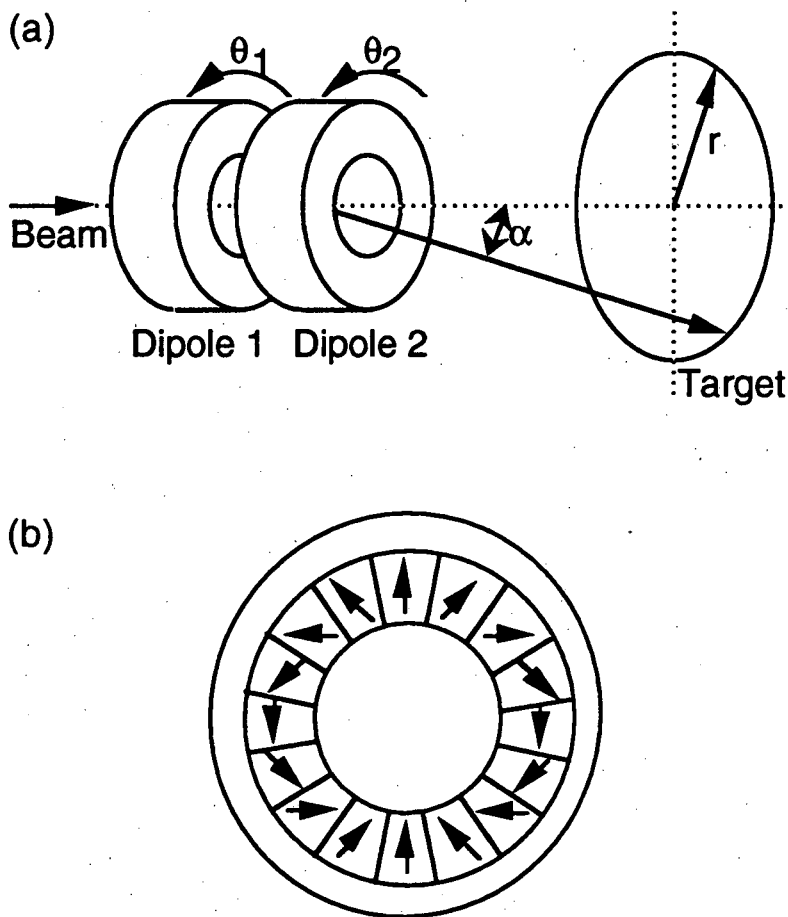 (a)
θ1 θ2
r
Beam
α
Dipole 1 Dipole 2
Target
(b)